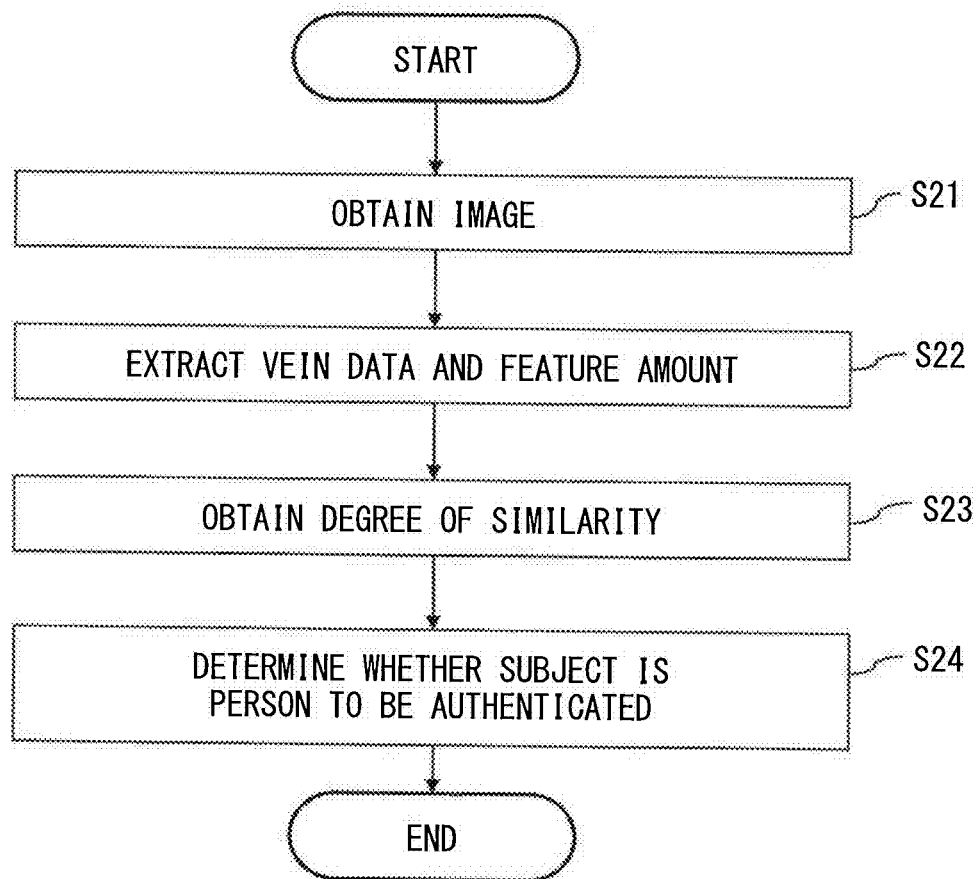 START
OBTAIN IMAGE
S21
EXTRACT VEIN DATA AND FEATURE AMOUNT
S22
OBTAIN DEGREE OF SIMILARITY
S23
DETERMINE WHETHER SUBJECT IS
PERSON TO BE AUTHENTICATED
S24
END